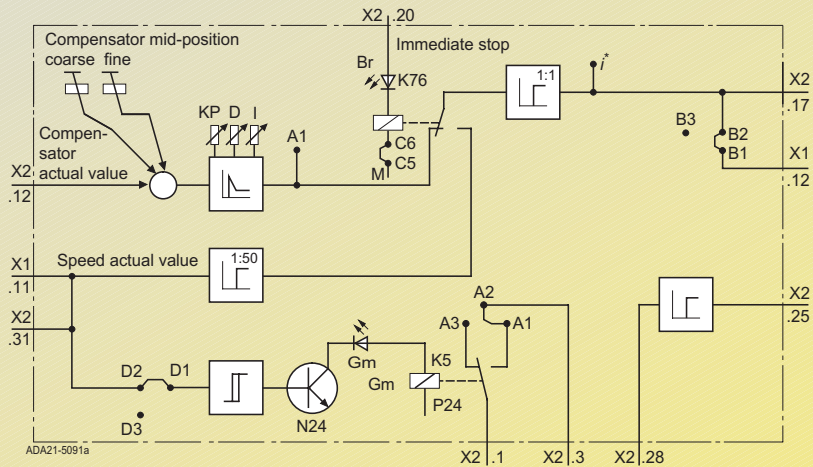 X2 .20
Compensator mid-position
coarse fine
Immediate stop
Br
K76
1:1
i*
X2
.17
KP D I
A1
C6
C5
M
B3
B2
B1
X1
.12
Compen-
sator
actual value
X2
.12
X1
.11
Speed actual value
1:50
X2
.31
A2
A3
A1
X2
.25
D2 D1
D3
N24
Gm
Gm
K5
P24
ADA21-5091a
X2 .1
X2 .3
X2 .28